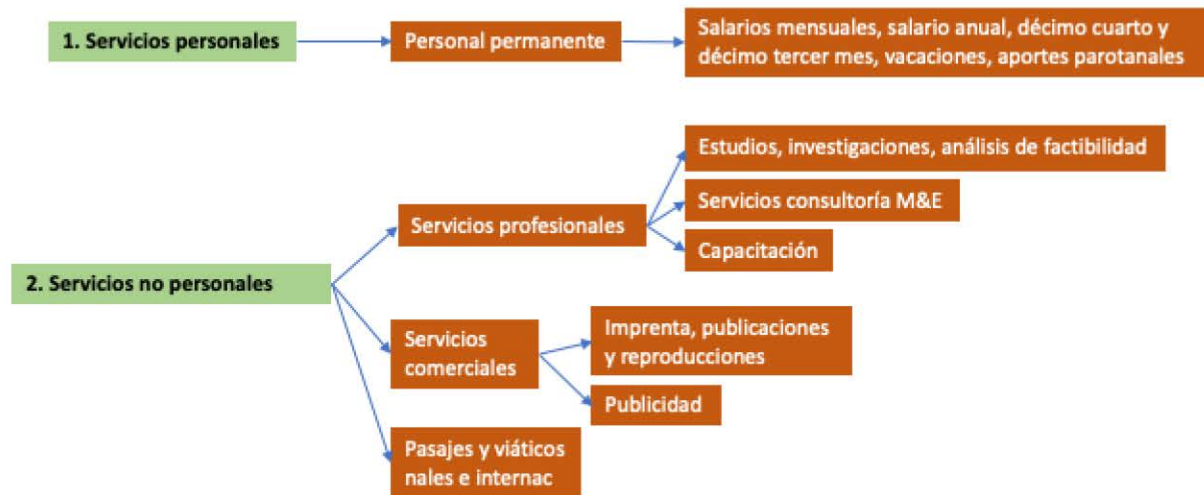 1. Servicios personales
Personal permanente
Salarios mensuales, salario anual, décimo cuarto y
décimo tercer mes, vacaciones, aportes parotanales
2. Servicios no personales
Servicios profesionales
Estudios, investigaciones, análisis de factibilidad
Servicios consultoría M&E
Capacitación
Servicios
comerciales
Imprenta, publicaciones
y reproducciones
Publicidad
Pasajes y viáticos
nales e internac